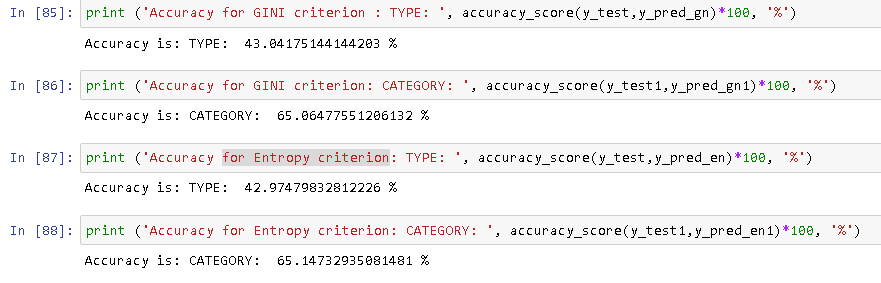 In [85]: print ('Accuracy for GINI criterion : TYPE: ', accuracy_score(y_test,y_pred_gn)*100, '%')
Accuracy is: TYPE:  43.04175144144203 %
In [86]: print ('Accuracy for GINI criterion: CATEGORY: ', accuracy_score(y_test1,y_pred_gn1)*100, '%')
Accuracy is: CATEGORY:  65.06477551206132 %
In [87]: print ('Accuracy for Entropy criterion: TYPE: ', accuracy_score(y_test,y_pred_en)*100, '%')
Accuracy is: TYPE:  42.97479832812226 %
In [88]: print ('Accuracy for Entropy criterion: CATEGORY: ', accuracy_score(y_test1,y_pred_en1)*100, '%')
Accuracy is: CATEGORY:  65.14732935081481 %